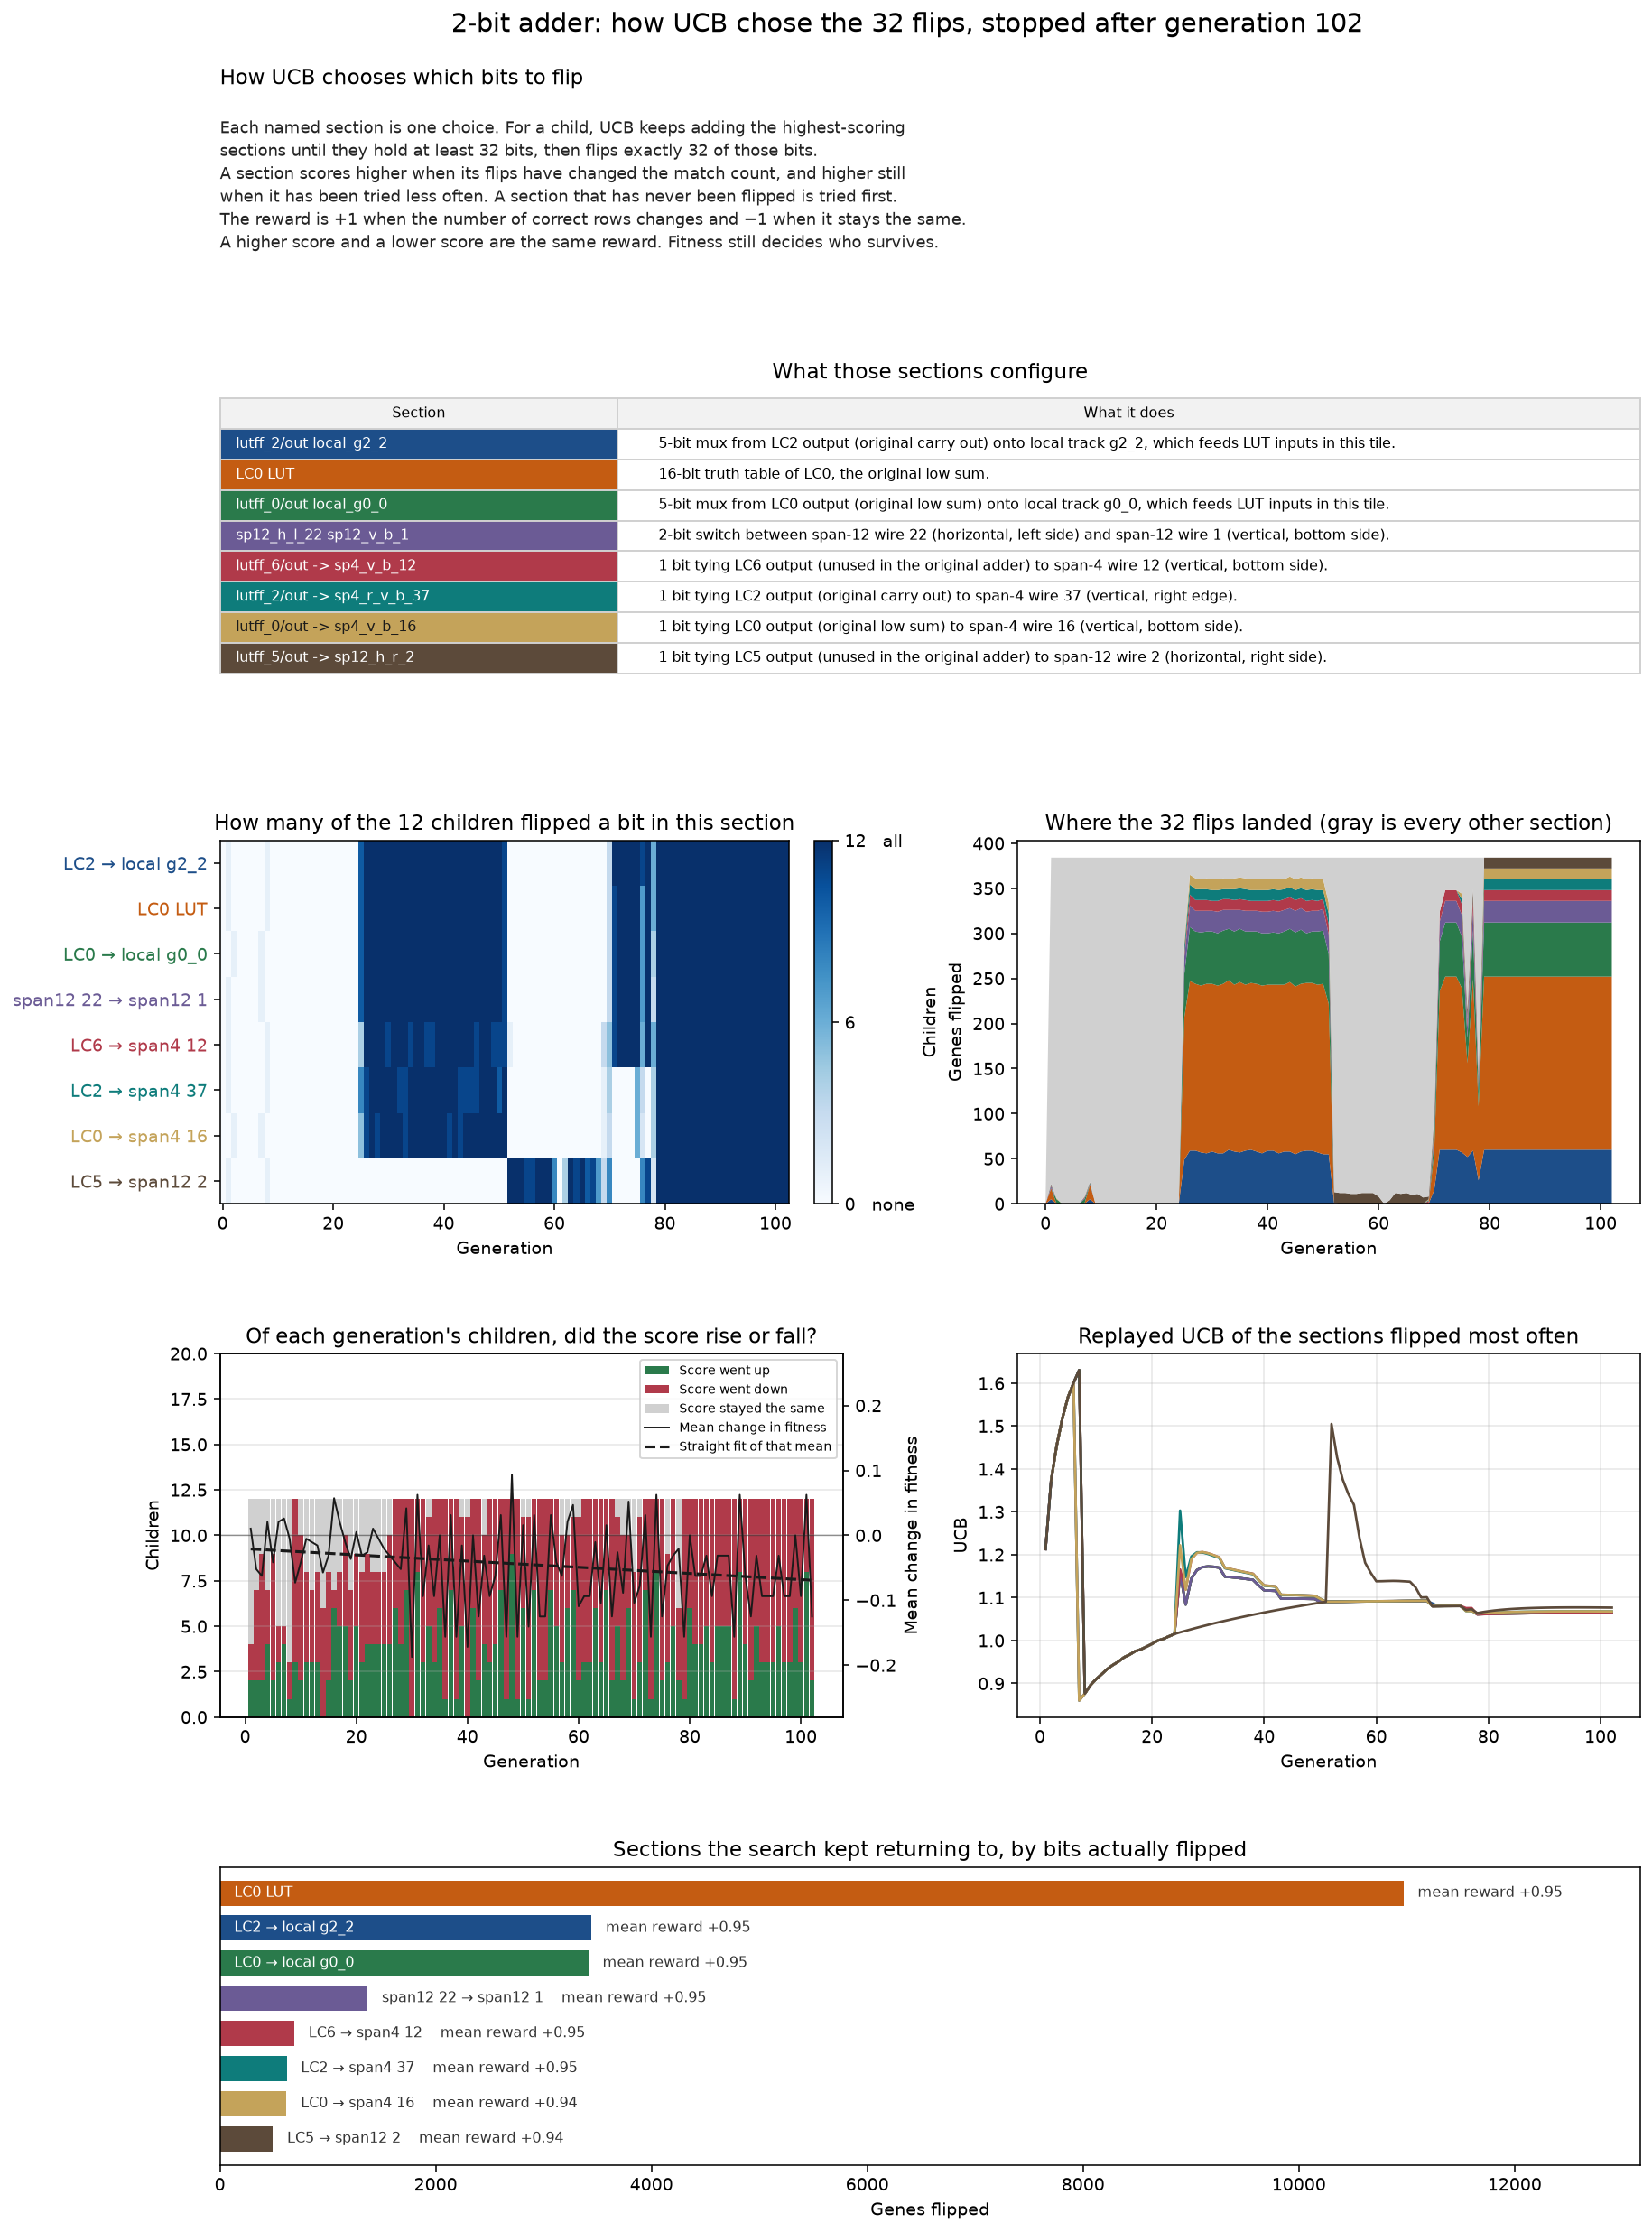 2-bit adder: how UCB chose the 32 flips, stopped after generation 102
How UCB chooses which bits to flip
Each named section is one choice. For a child, UCB keeps adding the highest-scoring
sections until they hold at least 32 bits, then flips exactly 32 of those bits.
A section scores higher when its flips have changed the match count, and higher still
when it has been tried less often. A section that has never been flipped is tried first.
The reward is +1 when the number of correct rows changes and −1 when it stays the same.
A higher score and a lower score are the same reward. Fitness still decides who survives.
What those sections configure
Section What it does
lutff_2/out local_g2_2 5-bit mux from LC2 output (original carry out) onto local track g2_2, which feeds LUT inputs in this tile.
LC0 LUT 16-bit truth table of LC0, the original low sum.
lutff_0/out local_g0_0 5-bit mux from LC0 output (original low sum) onto local track g0_0, which feeds LUT inputs in this tile.
sp12_h_l_22 sp12_v_b_1 2-bit switch between span-12 wire 22 (horizontal, left side) and span-12 wire 1 (vertical, bottom side).
lutff_6/out -> sp4_v_b_12 1 bit tying LC6 output (unused in the original adder) to span-4 wire 12 (vertical, bottom side).
lutff_2/out -> sp4_r_v_b_37 1 bit tying LC2 output (original carry out) to span-4 wire 37 (vertical, right edge).
lutff_0/out -> sp4_v_b_16 1 bit tying LC0 output (original low sum) to span-4 wire 16 (vertical, bottom side).
lutff_5/out -> sp12_h_r_2 1 bit tying LC5 output (unused in the original adder) to span-12 wire 2 (horizontal, right side).
How many of the 12 children flipped a bit in this section
LC2 → local g2_2
LC0 LUT
LC0 → local g0_0
span12 22 → span12 1
LC6 → span4 12
LC2 → span4 37
LC0 → span4 16
LC5 → span12 2
0 20 40 60 80 100
Generation
12 all
6
0 none
Children
Where the 32 flips landed (gray is every other section)
Genes flipped
400
350
300
250
200
150
100
50
0
0 20 40 60 80 100
Generation
Of each generation's children, did the score rise or fall?
Children
20.0
17.5
15.0
12.5
10.0
7.5
5.0
2.5
0.0
Score went up
Score went down
Score stayed the same
Mean change in fitness
Straight fit of that mean
0.2
0.1
0.0
−0.1
−0.2
Mean change in fitness
0 20 40 60 80 100
Generation
Replayed UCB of the sections flipped most often
UCB
1.6
1.5
1.4
1.3
1.2
1.1
1.0
0.9
0 20 40 60 80 100
Generation
Sections the search kept returning to, by bits actually flipped
LC0 LUT mean reward +0.95
LC2 → local g2_2 mean reward +0.95
LC0 → local g0_0 mean reward +0.95
span12 22 → span12 1 mean reward +0.95
LC6 → span4 12 mean reward +0.95
LC2 → span4 37 mean reward +0.95
LC0 → span4 16 mean reward +0.94
LC5 → span12 2 mean reward +0.94
0 2000 4000 6000 8000 10000 12000
Genes flipped